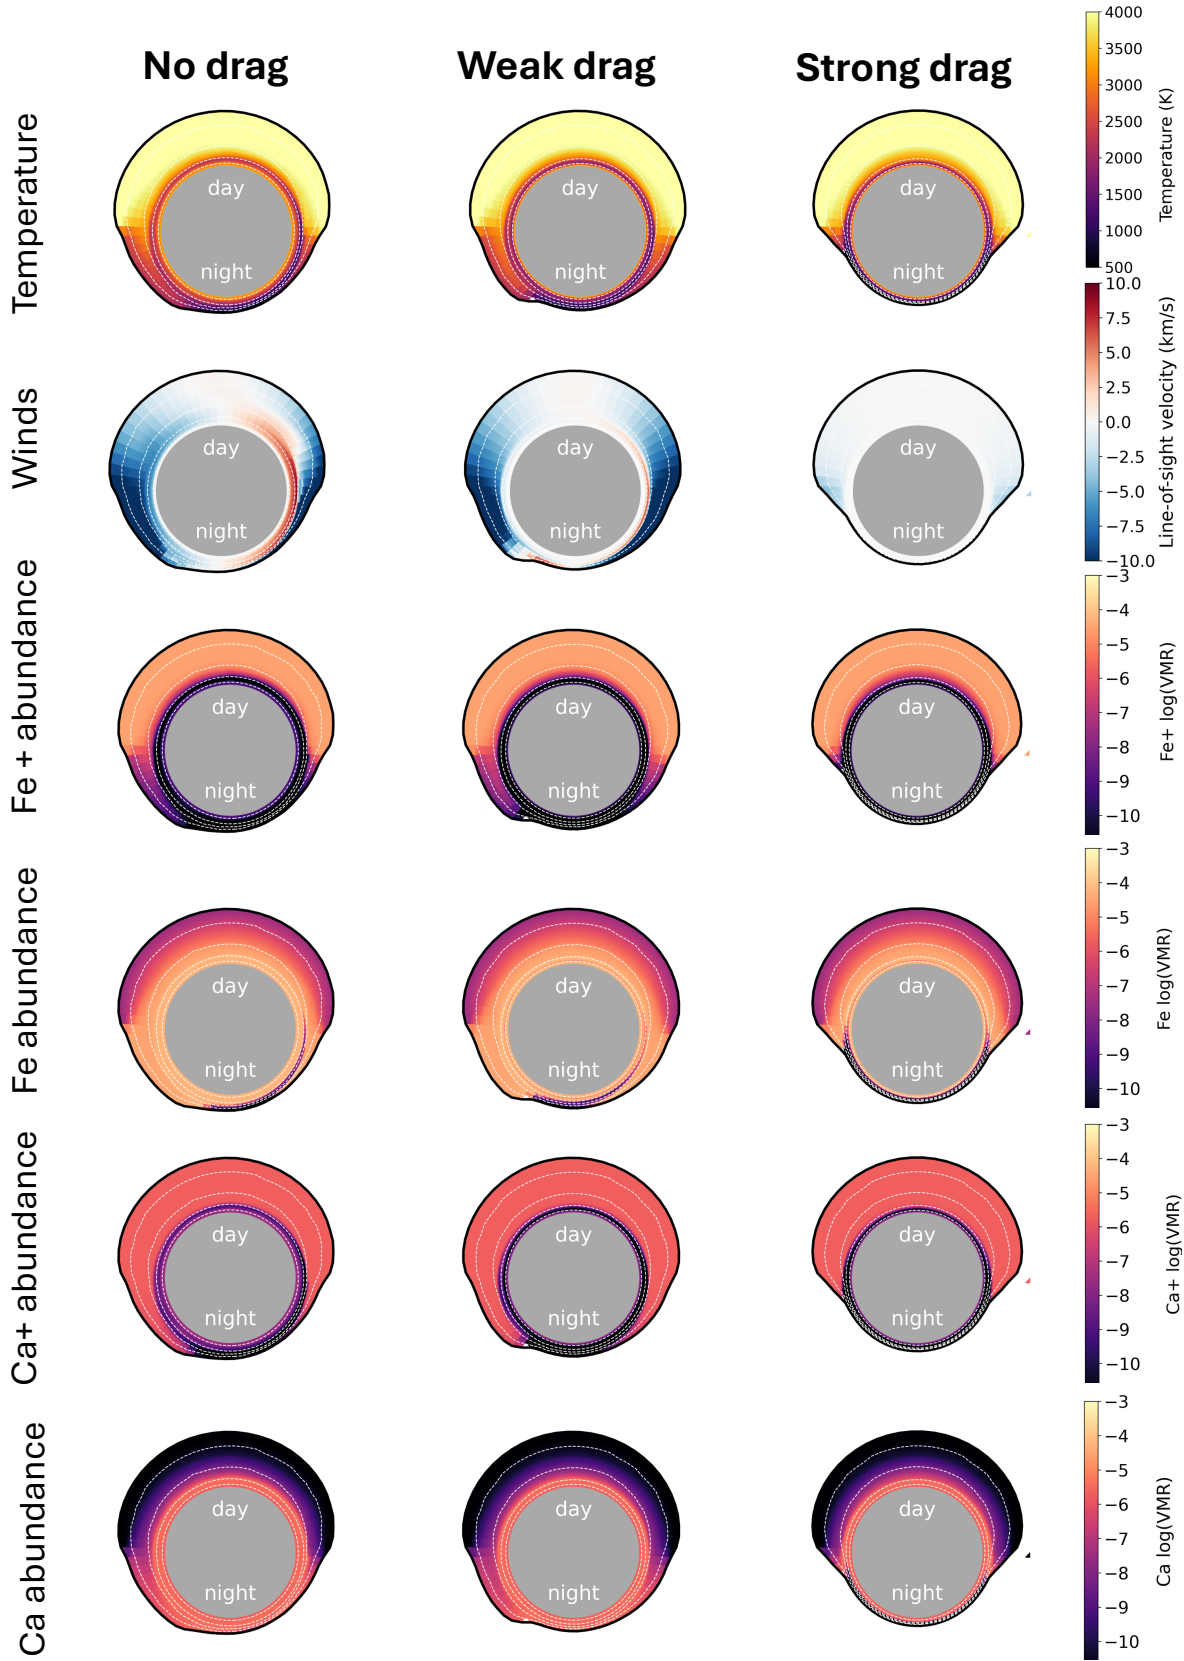 No drag
Weak drag
Strong drag
Temperature
day
night
day
night
day
night
4000
3500
3000
2500
2000
1500
1000
500
Temperature (K)
Winds
day
night
day
night
day
night
10.0
7.5
5.0
2.5
0.0
−2.5
−5.0
−7.5
−10.0
Line-of-sight velocity (km/s)
Fe + abundance
day
night
day
night
day
night
−3
−4
−5
−6
−7
−8
−9
−10
Fe+ log(VMR)
Fe abundance
day
night
day
night
day
night
−3
−4
−5
−6
−7
−8
−9
−10
Fe log(VMR)
Ca+ abundance
day
night
day
night
day
night
−3
−4
−5
−6
−7
−8
−9
−10
Ca+ log(VMR)
Ca abundance
day
night
day
night
day
night
−3
−4
−5
−6
−7
−8
−9
−10
Ca log(VMR)